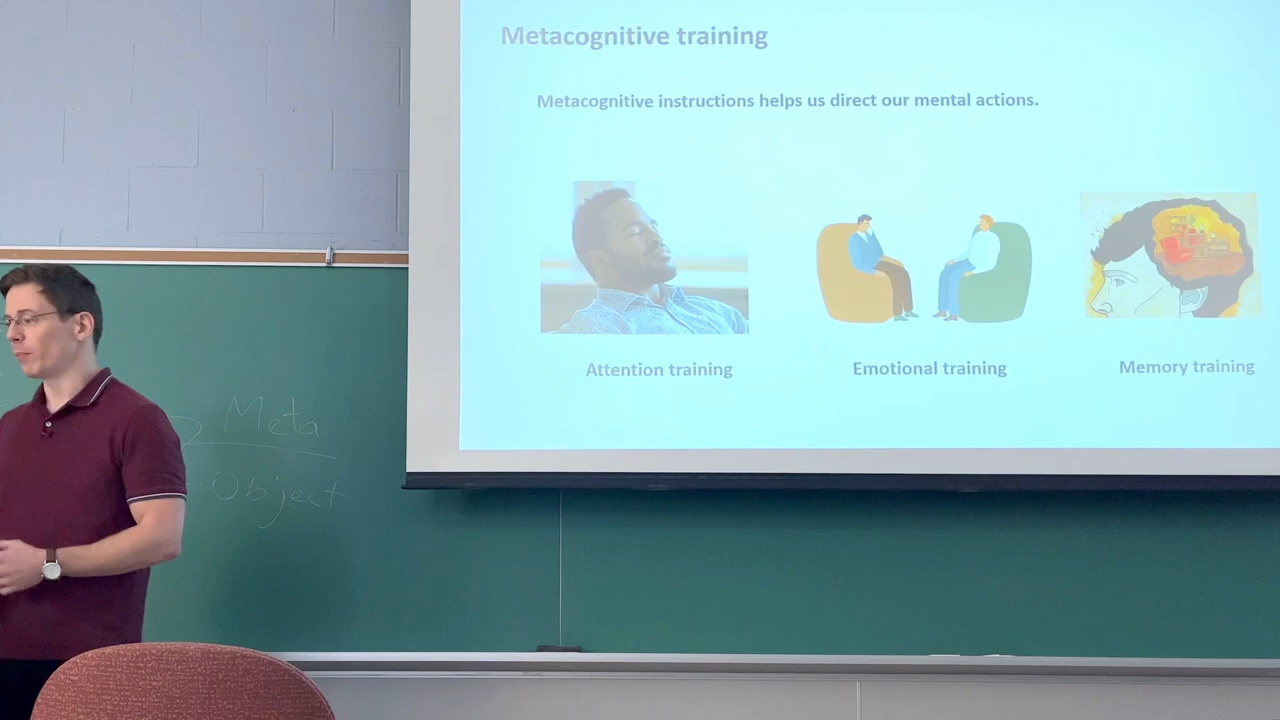 Metacognitive training
Metacognitive instructions helps us direct our mental actions.
Attention training
Emotional training
Memory training
Meta
Object